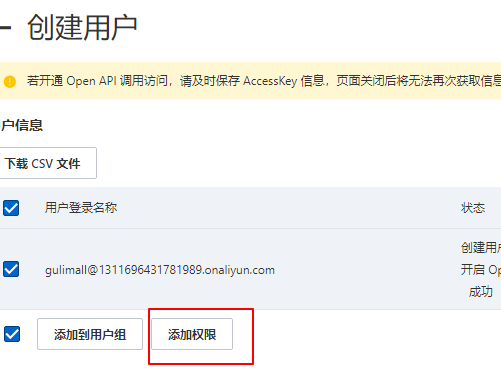 创建用户
若开通 Open API 调用访问，请及时保存 AccessKey 信息，页面关闭后将无法再次获取信息
户信息
下载 CSV 文件
用户登录名称 状态
创建用户
gulimall@1311696431781989.onaliyun.com 开启 Op
成功
添加到用户组 添加权限